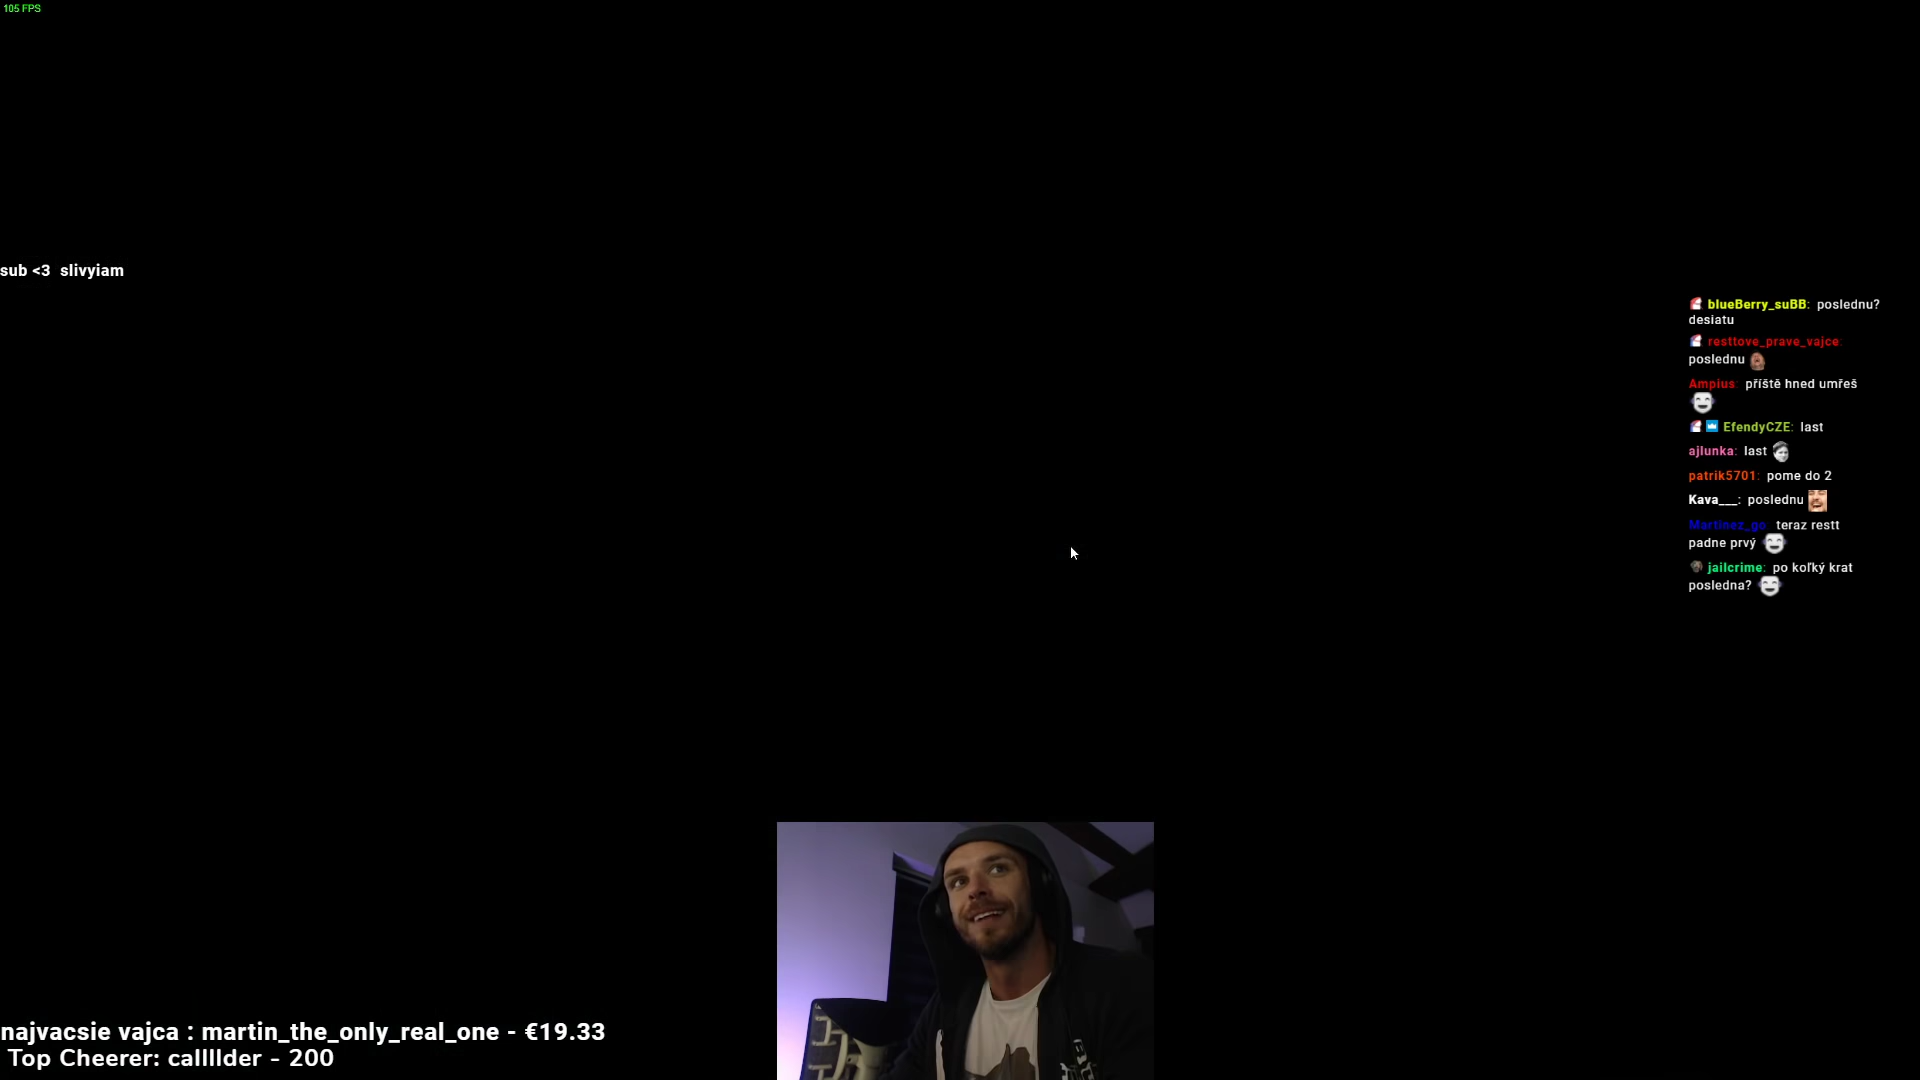 105 FPS
sub <3 slivyiam
blueBerry_suBB: poslednu?
desiatu
resttove_prave_vajce:
poslednu
Ampius: příště hned umřeš
EfendyCZE: last
ajlunka: last
patrik5701: pome do 2
Kava___: poslednu
Martinez_go: teraz restt
padne prvý
jailcrime: po koľký krat
posledna?
najvacsie vajca : martin_the_only_real_one - €19.33
Top Cheerer: callllder - 200